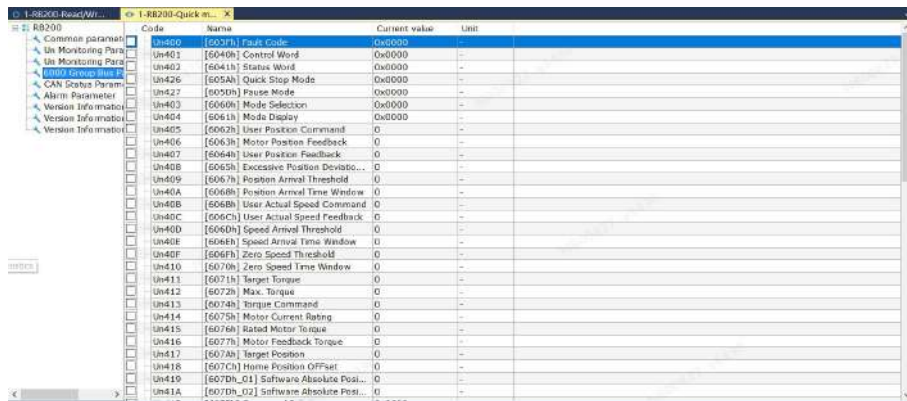 1-RB200-Read/Wr... 1-RB200-Quick m... X
RB200
Common paramet
Un Monitoring Para
Un Monitoring Para
6000 Group Bus Pa
CAN Status Param
Alarm Parameter
Version Information
Version Information
Version Information
Code Name Current value Unit
Un400 [603Fh] Fault Code 0x0000 -
Un401 [6040h] Control Word 0x0000 -
Un402 [6041h] Status Word 0x0000 -
Un426 [605Ah] Quick Stop Mode 0x0000 -
Un427 [605Dh] Pause Mode 0x0000 -
Un403 [6060h] Mode Selection 0x0000 -
Un404 [6061h] Mode Display 0x0000 -
Un405 [6062h] User Position Command 0 -
Un406 [6063h] Motor Position Feedback 0 -
Un407 [6064h] User Position Feedback 0 -
Un408 [6065h] Excessive Position Deviatio... 0 -
Un409 [6067h] Position Arrival Threshold 0 -
Un40A [6068h] Position Arrival Time Window 0 -
Un40B [606Bh] User Actual Speed Command 0 -
Un40C [606Ch] User Actual Speed Feedback 0 -
Un40D [606Dh] Speed Arrival Threshold 0 -
Un40E [606Eh] Speed Arrival Time Window 0 -
Un40F [606Fh] Zero Speed Threshold 0 -
Un410 [6070h] Zero Speed Time Window 0 -
Un411 [6071h] Target Torque 0 -
Un412 [6072h] Max. Torque 0 -
Un413 [6074h] Torque Command 0 -
Un414 [6075h] Motor Current Rating 0 -
Un415 [6076h] Rated Motor Torque 0 -
Un416 [6077h] Motor Feedback Torque 0 -
Un417 [607Ah] Target Position 0 -
Un418 [607Ch] Home Position OFFset 0 -
Un419 [607Dh_01] Software Absolute Posi... 0 -
Un41A [607Dh_02] Software Absolute Posi... 0 -